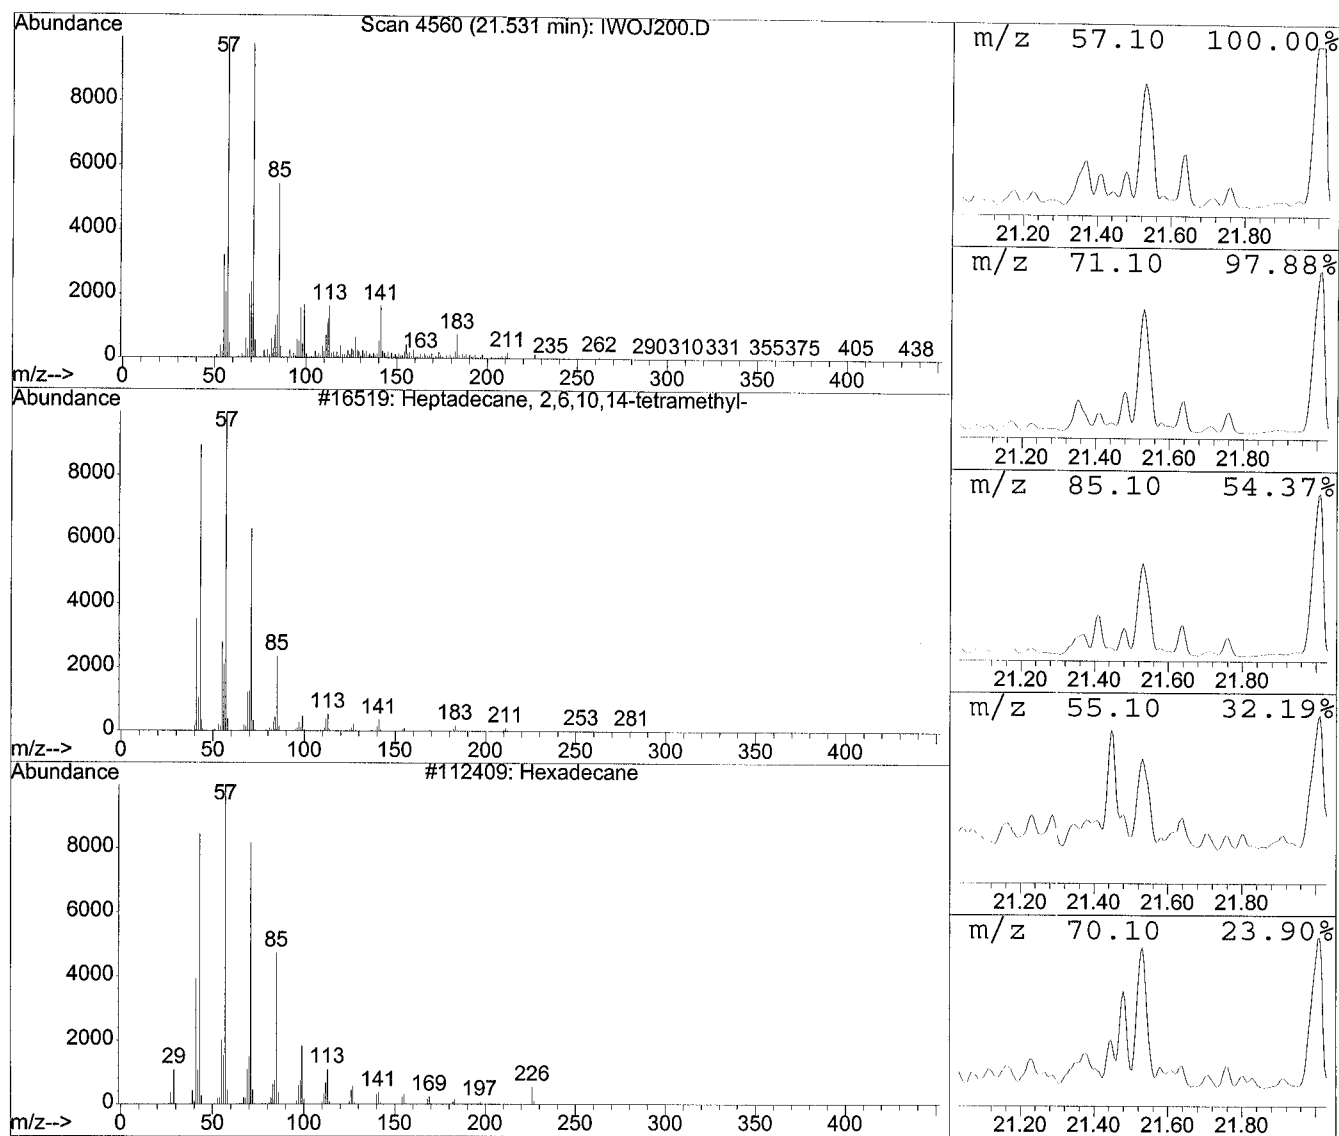 Abundance
Scan 4560 (21.531 min): IWOJ200.D
57
8000
6000
85
4000
2000
113 141
163 183 211 235 262 290 310 331 355 375 405 438
0
m/z--> 0 50 100 150 200 250 300 350 400
Abundance
#16519: Heptadecane, 2,6,10,14-tetramethyl-
57
8000
6000
4000
85
2000
113 141 183 211 253 281
0
m/z--> 0 50 100 150 200 250 300 350 400
Abundance
#112409: Hexadecane
57
8000
6000
85
4000
2000
29 113 141 169 197 226
0
m/z--> 0 50 100 150 200 250 300 350 400
m/z 57.10 100.00%
21.20 21.40 21.60 21.80
m/z 71.10 97.88%
21.20 21.40 21.60 21.80
m/z 85.10 54.37%
21.20 21.40 21.60 21.80
m/z 55.10 32.19%
21.20 21.40 21.60 21.80
m/z 70.10 23.90%
21.20 21.40 21.60 21.80